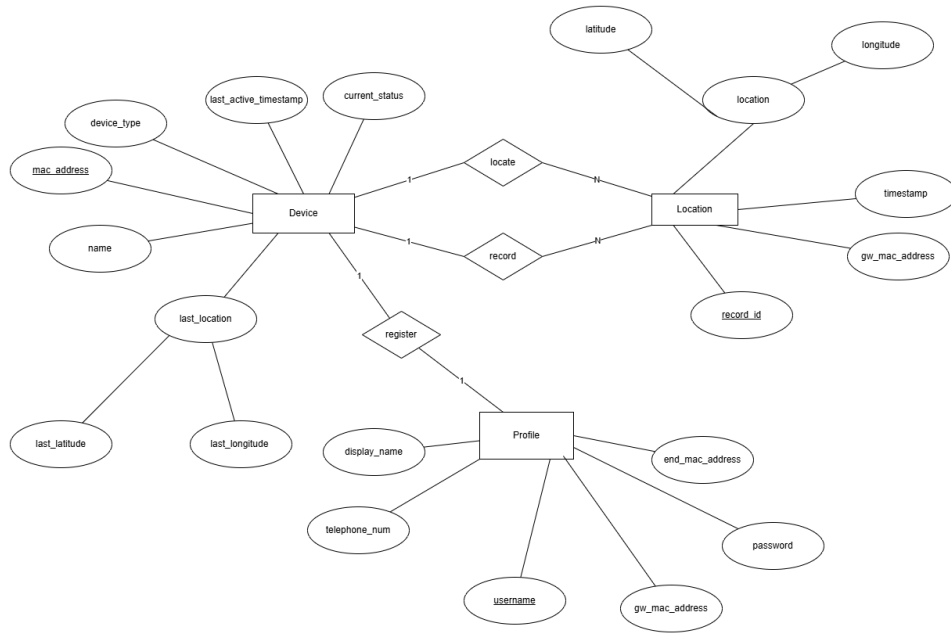 latitude
longitude
location
last_active_timestamp
current_status
device_type
mac_address
name
Device
1
locate
N
Location
timestamp
1
record
N
gw_mac_address
record_id
last_location
1
register
1
last_latitude
last_longitude
Profile
display_name
end_mac_address
telephone_num
password
username
gw_mac_address